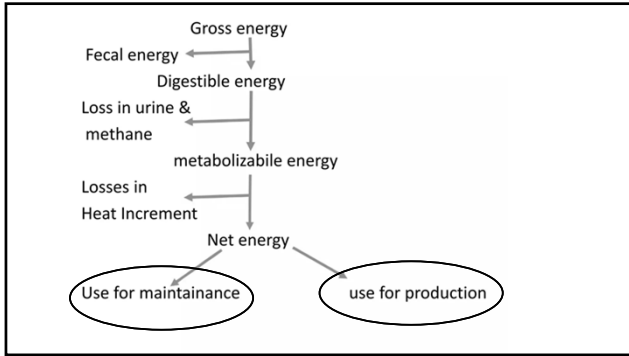 Gross energy
Fecal energy
Digestible energy
Loss in urine &
methane
metabolizabile energy
Losses in
Heat Increment
Net energy
Use for maintainance
use for production